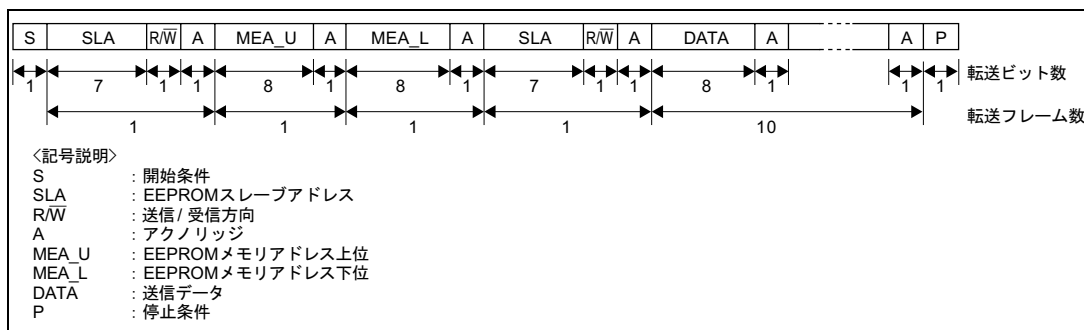 S SLA R/W̅ A MEA_U A MEA_L A SLA R/W̅ A DATA A A P
1 7 1 1 8 1 8 1 7 1 1 8 1 1 転送ビット数
1 1 1 1 10 転送フレーム数
〈記号説明〉
S : 開始条件
SLA : EEPROMスレーブアドレス
R/W̅ : 送信 / 受信方向
A : アクノリッジ
MEA_U : EEPROMメモリアドレス上位
MEA_L : EEPROMメモリアドレス下位
DATA : 送信データ
P : 停止条件